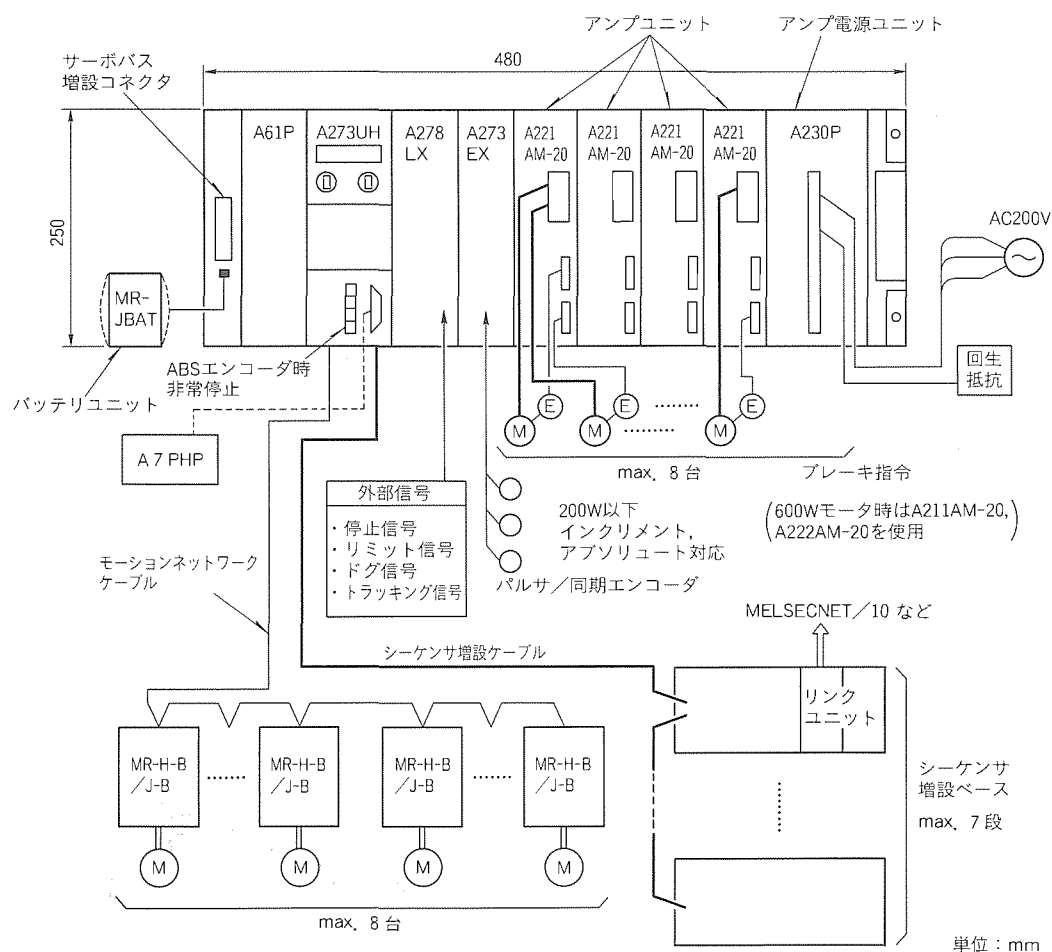 アンプユニット
アンプ電源ユニット
サーボバス
増設コネクタ
480
250
A61P
A273UH
A278
LX
A273
EX
A221
AM-20
A221
AM-20
A221
AM-20
A221
AM-20
A230P
AC200V
MR-
JBAT
バッテリユニット
ABSエンコーダ時
非常停止
回生
抵抗
A7PHP
E
E
E
M
M
M
max. 8台
ブレーキ指令
外部信号
・停止信号
・リミット信号
・ドグ信号
・トラッキング信号
200W以下
インクリメント,
アブソリュート対応
(600Wモータ時はA211AM-20,
A222AM-20を使用)
パルサ/同期エンコーダ
モーションネットワーク
ケーブル
MELSECNET/10 など
シーケンサ増設ケーブル
リンク
ユニット
MR-H-B
/J-B
MR-H-B
/J-B
MR-H-B
/J-B
MR-H-B
/J-B
シーケンサ
増設ベース
max. 7段
M
M
M
M
max. 8台
単位:mm